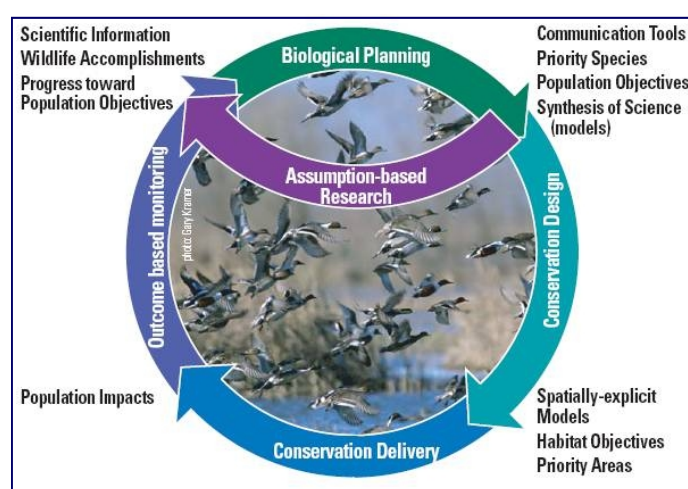 Scientific Information
Wildlife Accomplishments
Progress toward
Population Objectives
Biological Planning
Communication Tools
Priority Species
Population Objectives
Synthesis of Science
(models)
Assumption-based
Research
Outcome based monitoring
photo: Gary Kramer
Conservation Design
Population Impacts
Conservation Delivery
Spatially-explicit
Models
Habitat Objectives
Priority Areas